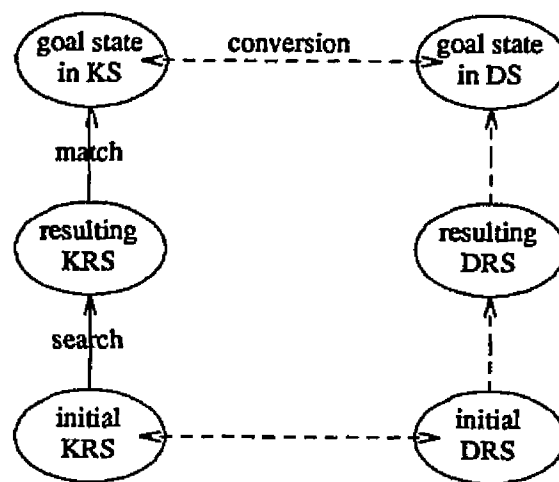 goal state
in KS
conversion
goal state
in DS
match
resulting
KRS
resulting
DRS
search
initial
KRS
initial
DRS